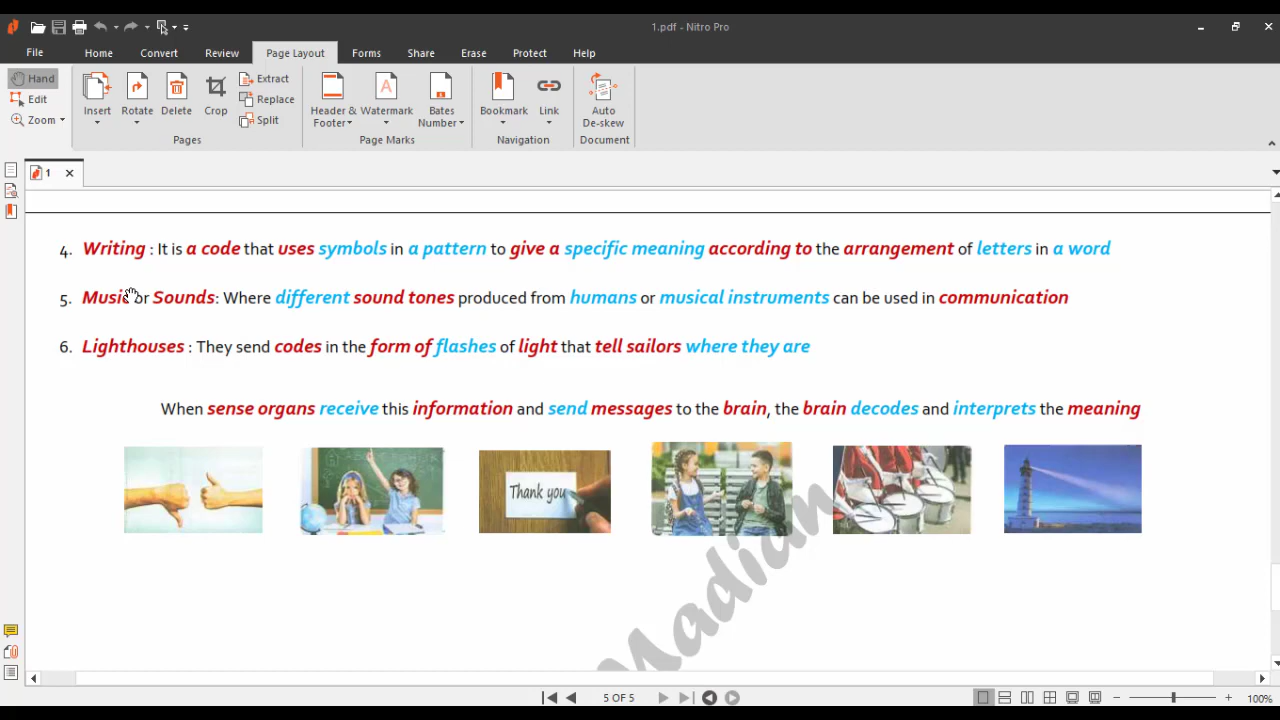 1.pdf - Nitro Pro
File Home Convert Review Page Layout Forms Share Erase Protect Help
Hand
Edit
Zoom
Insert
Rotate
Delete
Crop
Extract
Replace
Split
Header & Footer
Watermark
Bates Number
Bookmark
Link
Auto De-skew
Pages
Page Marks
Navigation
Document
1
4. Writing : It is a code that uses symbols in a pattern to give a specific meaning according to the arrangement of letters in a word
5. Music or Sounds: Where different sound tones produced from humans or musical instruments can be used in communication
6. Lighthouses : They send codes in the form of flashes of light that tell sailors where they are
When sense organs receive this information and send messages to the brain, the brain decodes and interprets the meaning
Thank you
Madian
5 OF 5
100%